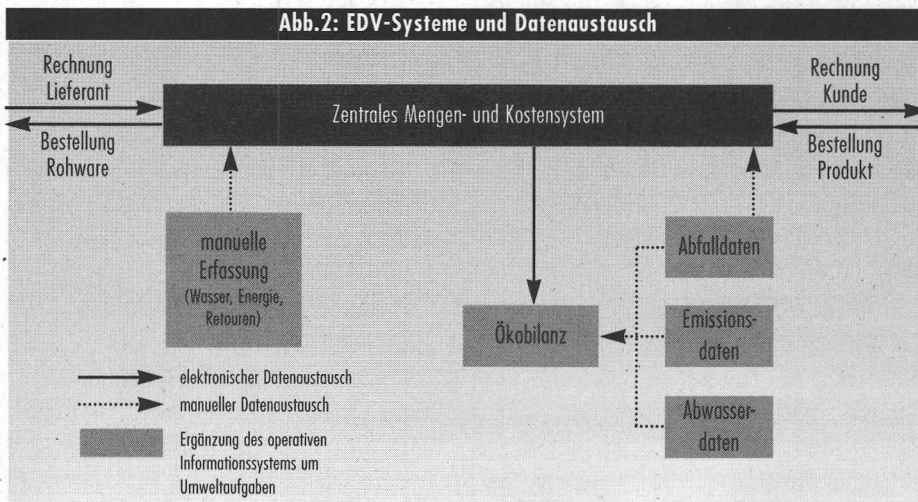 Abb.2: EDV-Systeme und Datenaustausch
Rechnung
Lieferant
Bestellung
Rohware
Zentrales Mengen- und Kostensystem
Rechnung
Kunde
Bestellung
Produkt
manuelle
Erfassung
(Wasser, Energie,
Retouren)
Abfalldaten
Ökobilanz
Emissions-
daten
Abwasser-
daten
elektronischer Datenaustausch
manueller Datenaustausch
Ergänzung des operativen
Informationssystems um
Umweltaufgaben